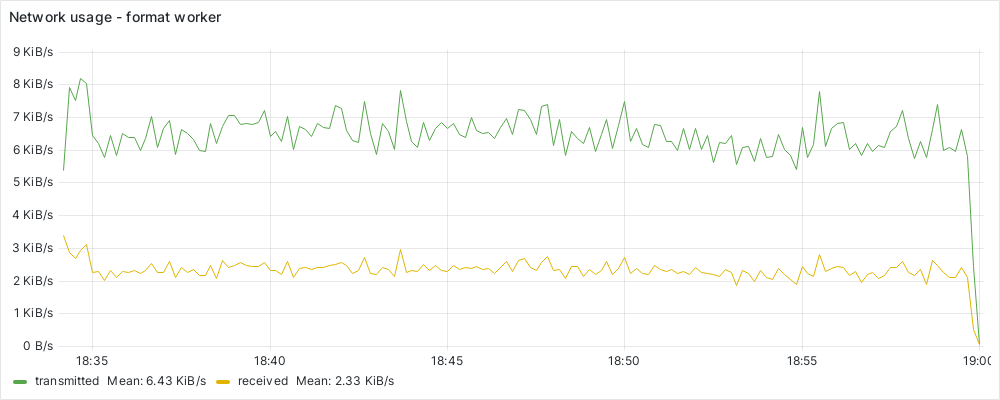 Network usage - format worker
9 KiB/s
8 KiB/s
7 KiB/s
6 KiB/s
5 KiB/s
4 KiB/s
3 KiB/s
2 KiB/s
1 KiB/s
0 B/s
18:35 18:40 18:45 18:50 18:55 19:00
transmitted Mean: 6.43 KiB/s received Mean: 2.33 KiB/s